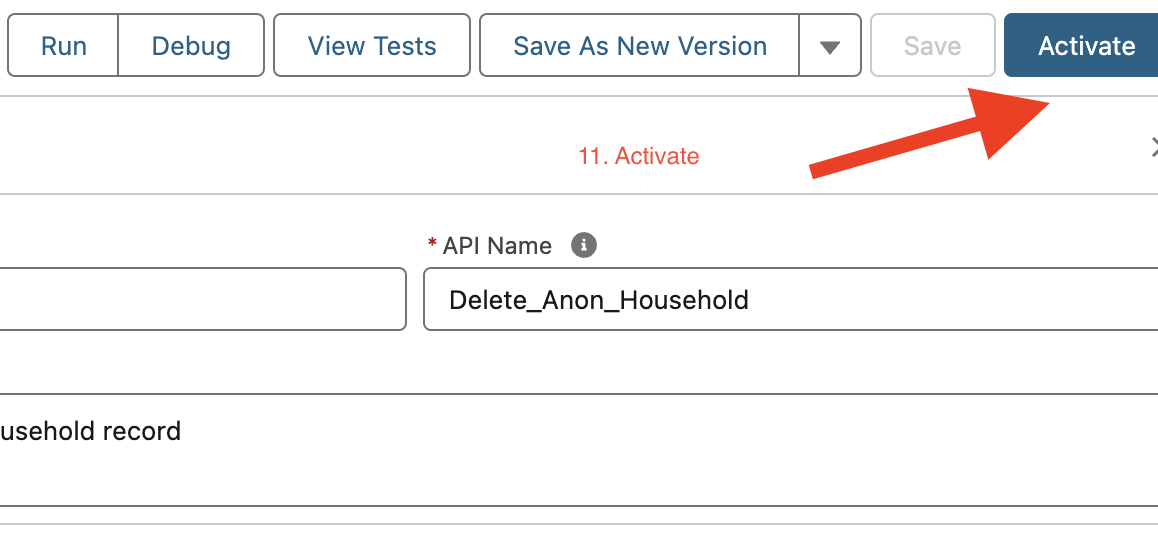 Run Debug View Tests Save As New Version Save Activate
11. Activate
* API Name
Delete_Anon_Household
usehold record